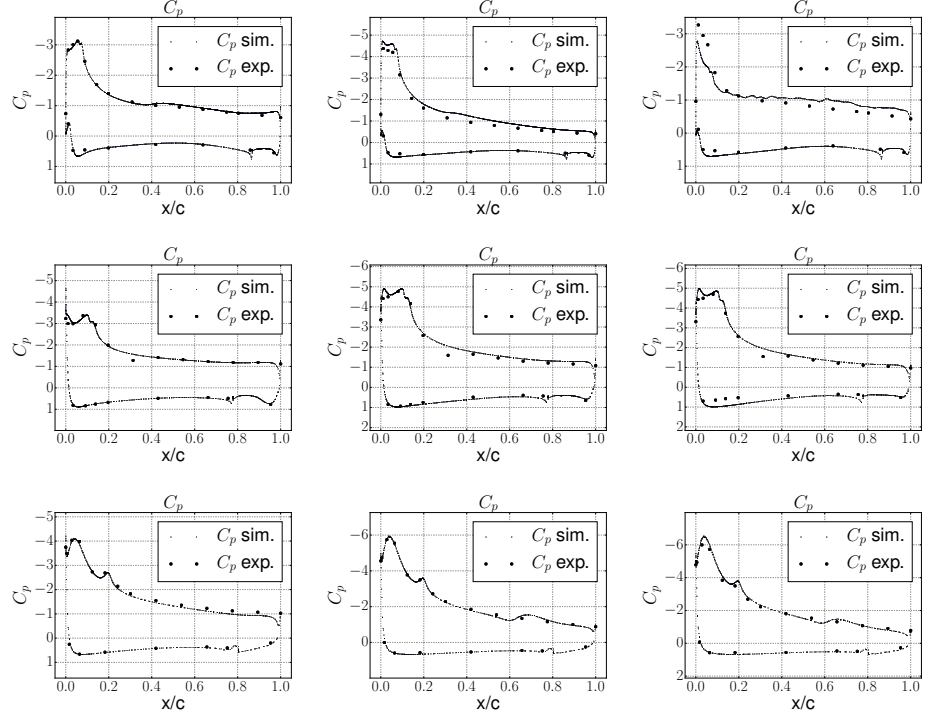 C_p C_p C_p
−3 −2 −1 0 1 C_p C_p sim. C_p exp. 0.0 0.2 0.4 0.6 0.8 1.0 x/c
−5 −4 −3 −2 −1 0 1 C_p sim. C_p exp. 0.0 0.2 0.4 0.6 0.8 1.0 x/c
−3 −2 −1 0 1 C_p sim. C_p exp. 0.0 0.2 0.4 0.6 0.8 1.0 x/c
C_p C_p C_p
−5 −4 −3 −2 −1 0 1 C_p C_p sim. C_p exp. 0.0 0.2 0.4 0.6 0.8 1.0 x/c
−6 −5 −4 −3 −2 −1 0 1 2 C_p C_p sim. C_p exp. 0.0 0.2 0.4 0.6 0.8 1.0 x/c
−6 −5 −4 −3 −2 −1 0 1 2 C_p C_p sim. C_p exp. 0.0 0.2 0.4 0.6 0.8 1.0 x/c
C_p C_p C_p
−5 −4 −3 −2 −1 0 1 C_p C_p sim. C_p exp. 0.0 0.2 0.4 0.6 0.8 1.0 x/c
−6 −4 −2 0 C_p C_p sim. C_p exp. 0.0 0.2 0.4 0.6 0.8 1.0 x/c
−6 −4 −2 0 2 C_p C_p sim. C_p exp. 0.0 0.2 0.4 0.6 0.8 1.0 x/c